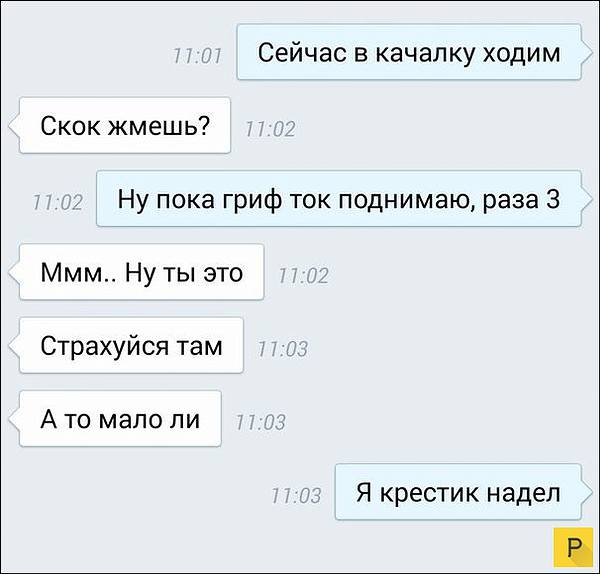 Сейчас в качалку ходим
11:01
Скок жмешь?
11:02
Ну пока гриф ток поднимаю, раза 3
11:02
Ммм.. Ну ты это
11:02
Страхуйся там
11:03
А то мало ли
11:03
Я крестик надел
11:03
P